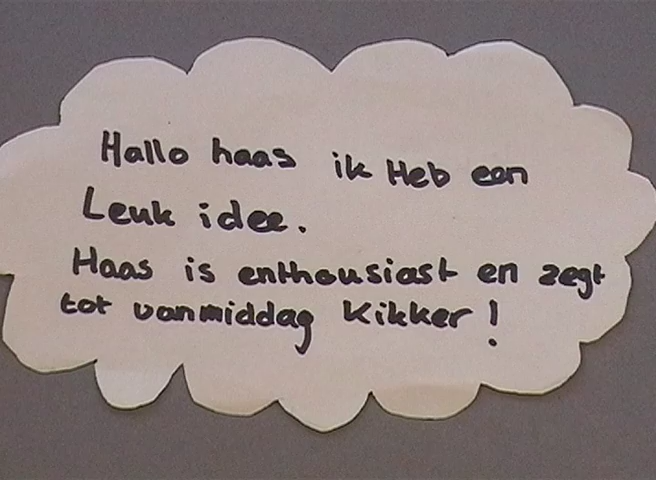 Hallo haas ik Heb een
Leuk idee.
Haas is enthousiast en zegt
tot vanmiddag Kikker!